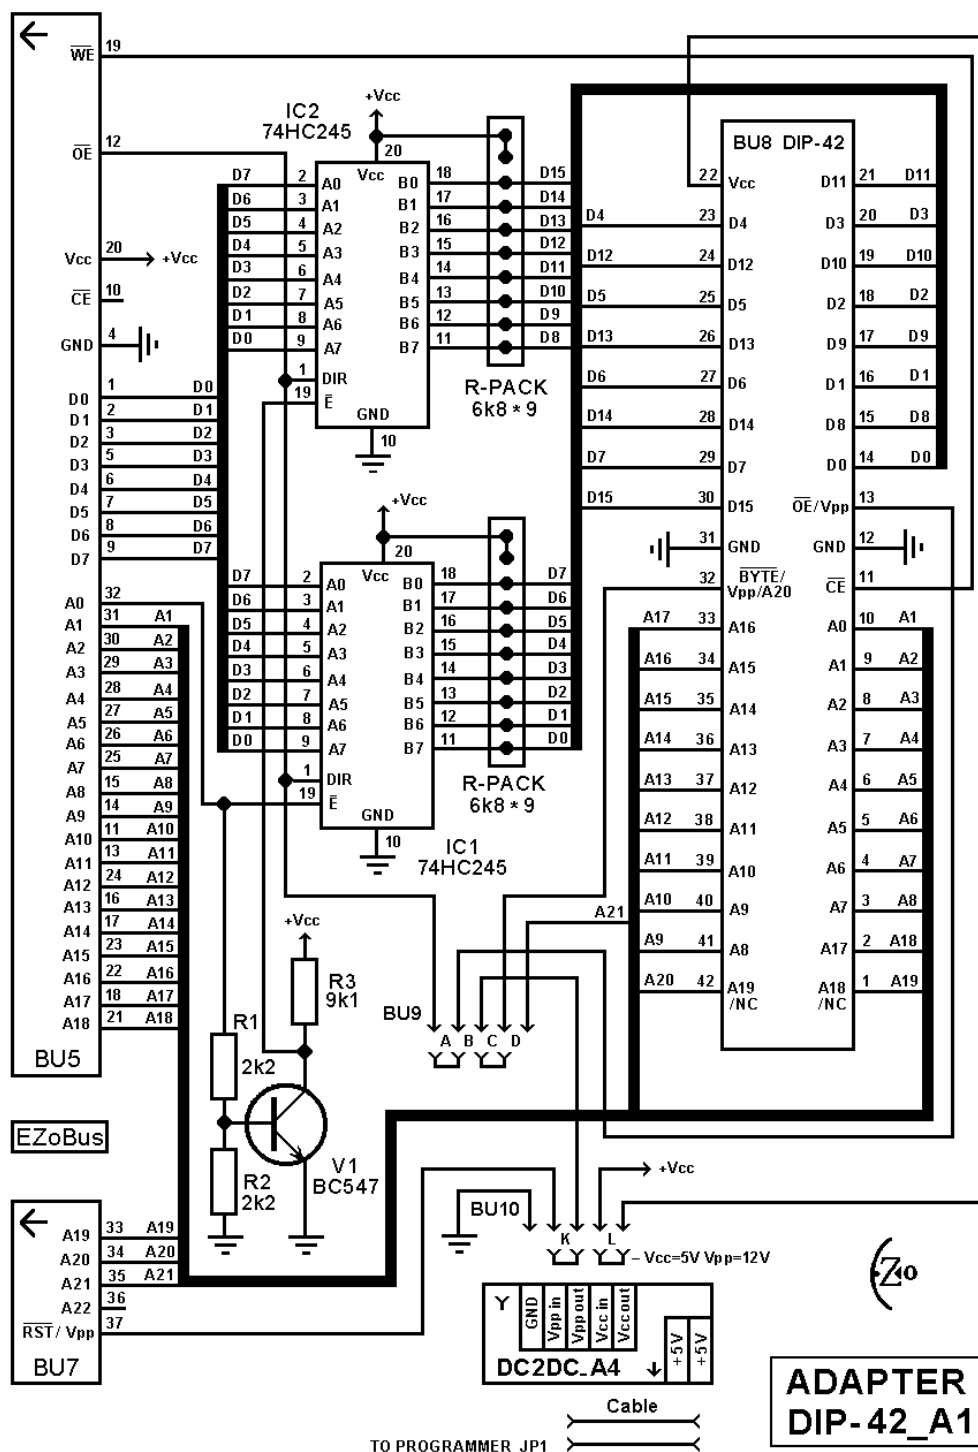 W̅E̅ 19
O̅E̅ 12
Vcc 20 +Vcc
C̅E̅ 10
GND 4
D0 1 D0
D1 2 D1
D2 3 D2
D3 5 D3
D4 6 D4
D5 7 D5
D6 8 D6
D7 9 D7
A0 32
A1 31 A1
A2 30 A2
A3 29 A3
A4 28 A4
A5 27 A5
A6 26 A6
A7 25 A7
A8 15 A8
A9 14 A9
A10 11 A10
A11 13 A11
A12 24 A12
A13 16 A13
A14 17 A14
A15 23 A15
A16 22 A16
A17 18 A17
A18 21 A18
BU5
EZoBus
A19 33 A19
A20 34 A20
A21 35 A21
A22 36
R̅S̅T̅/ Vpp 37
BU7
IC2
74HC245
+Vcc
20
Vcc
D7 2 A0 B0 18 D15
D6 3 A1 B1 17 D14
D5 4 A2 B2 16 D13
D4 5 A3 B3 15 D12
D3 6 A4 B4 14 D11
D2 7 A5 B5 13 D10
D1 8 A6 B6 12 D9
D0 9 A7 B7 11 D8
1 DIR
19 E̅
GND
10
R-PACK
6k8 * 9
+Vcc
20
Vcc
D7 2 A0 B0 18 D7
D6 3 A1 B1 17 D6
D5 4 A2 B2 16 D5
D4 5 A3 B3 15 D4
D3 6 A4 B4 14 D3
D2 7 A5 B5 13 D2
D1 8 A6 B6 12 D1
D0 9 A7 B7 11 D0
1 DIR
19 E̅
GND
10
R-PACK
6k8 * 9
IC1
74HC245
BU8 DIP-42
22 Vcc D11 21 D11
D4 23 D4 D3 20 D3
D12 24 D12 D10 19 D10
D5 25 D5 D2 18 D2
D13 26 D13 D9 17 D9
D6 27 D6 D1 16 D1
D14 28 D14 D8 15 D8
D7 29 D7 D0 14 D0
D15 30 D15 O̅E̅/Vpp 13
31 GND GND 12
32 B̅Y̅T̅E̅/
Vpp/A20 C̅E̅ 11
A17 33 A16 A0 10 A1
A16 34 A15 A1 9 A2
A15 35 A14 A2 8 A3
A14 36 A13 A3 7 A4
A13 37 A12 A4 6 A5
A12 38 A11 A5 5 A6
A11 39 A10 A6 4 A7
A10 40 A9 A7 3 A8
A9 41 A8 A17 2 A18
A20 42 A19
/NC A18
/NC 1 A19
A21
+Vcc
R3
9k1
R1
2k2
R2
2k2
V1
BC547
BU9
A B C D
+Vcc
BU10
K L
– Vcc=5V Vpp=12V
Y
GND
Vpp in
Vpp out
Vcc in
Vcc out
+5V
+5V
DC2DC_A4
Cable
TO PROGRAMMER JP1
Zo
ADAPTER
DIP-42_A1